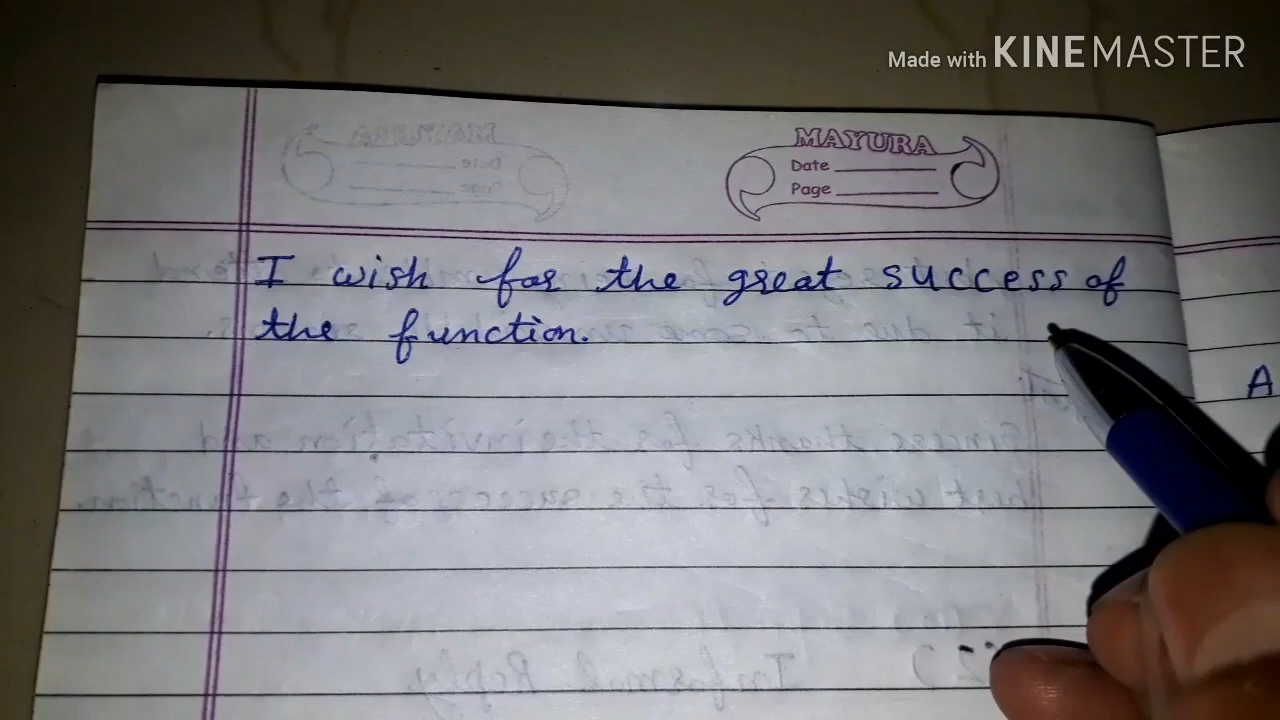 Made with KINEMASTER
MAYURA
Date
Page
I wish for the great success of
the function.
A